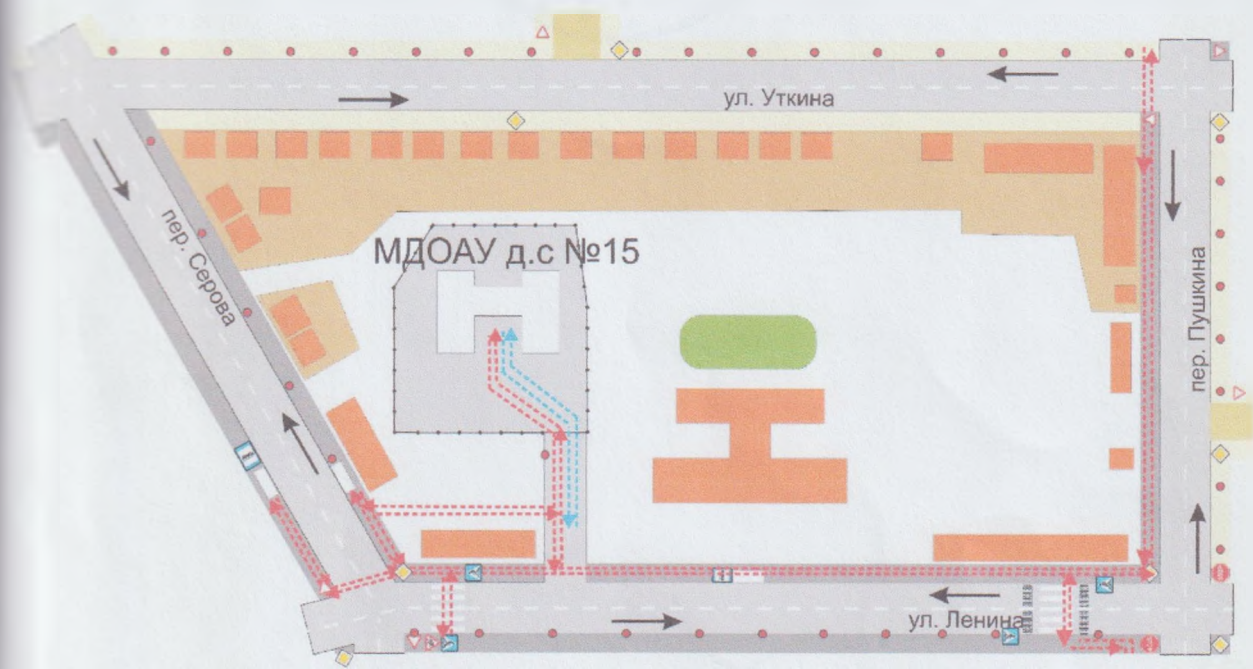 ул. Уткина
пер. Серова
МДОАУ д.с №15
пер. Пушкина
ул. Ленина